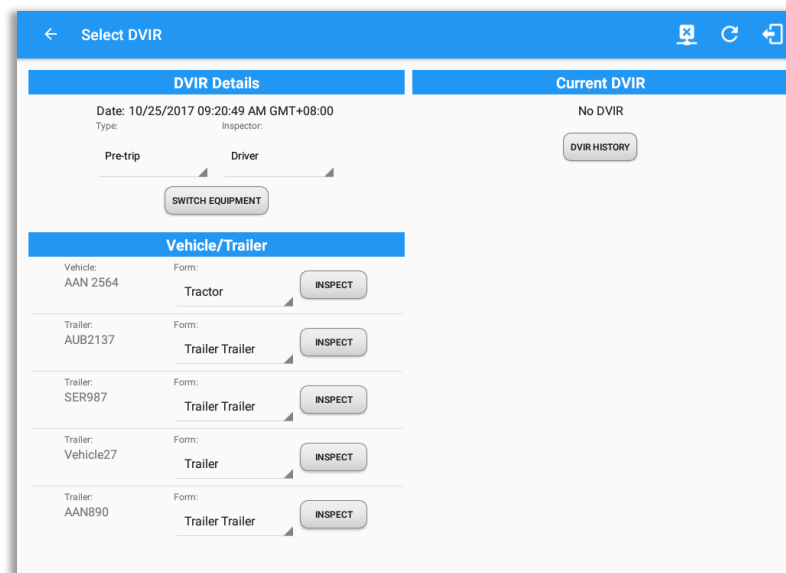 Select DVIR
DVIR Details
Date: 10/25/2017 09:20:49 AM GMT+08:00
Type: Inspector:
Pre-trip Driver
SWITCH EQUIPMENT
Vehicle/Trailer
Vehicle: Form:
AAN 2564 Tractor INSPECT
Trailer: Form:
AUB2137 Trailer Trailer INSPECT
Trailer: Form:
SER987 Trailer Trailer INSPECT
Trailer: Form:
Vehicle27 Trailer INSPECT
Trailer: Form:
AAN890 Trailer Trailer INSPECT
Current DVIR
No DVIR
DVIR HISTORY